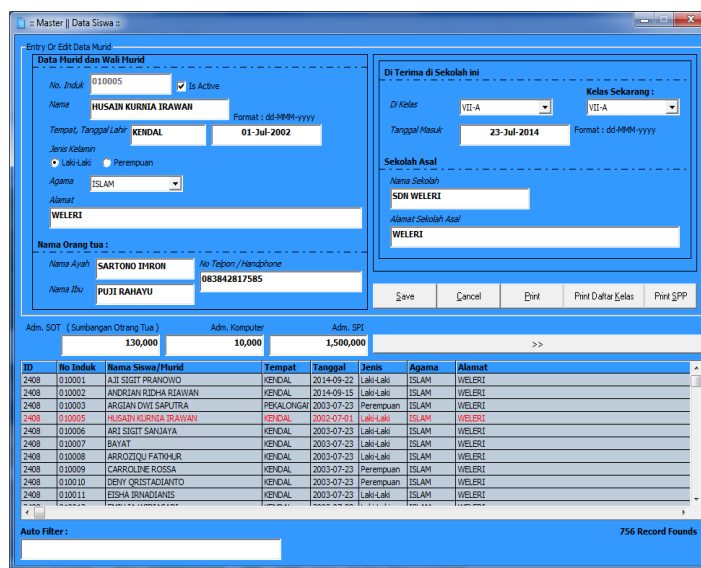 :: Master || Data Siswa ::
Entry Or Edit Data Murid
Data Murid dan Wali Murid
No. Induk 010005 Is Active
Nama HUSAIN KURNIA IRAWAN Format : dd-MMM-yyyy
Tempat, Tanggal Lahir KENDAL 01-Jul-2002
Jenis Kelamin
Laki-Laki Perempuan
Agama ISLAM
Alamat
WELERI
Nama Orang tua :
Nama Ayah SARTONO IMRON No Telpon / Handphone
083842817585
Nama Ibu PUJI RAHAYU
Di Terima di Sekolah ini
Kelas Sekarang :
Di Kelas VII-A VII-A
Tanggal Masuk 23-Jul-2014 Format : dd-MMM-yyyy
Sekolah Asal
Nama Sekolah
SDN WELERI
Alamat Sekolah Asal
WELERI
Save Cancel Print Print Daftar Kelas Print SPP
Adm. SOT ( Sumbangan Otrang Tua ) Adm. Komputer Adm. SPI
130,000 10,000 1,500,000 >>
ID No Induk Nama Siswa/Murid Tempat Tanggal Jenis Agama Alamat
2408 010001 AJI SIGIT PRANOWO KENDAL 2014-09-22 Laki-Laki ISLAM WELERI
2408 010002 ANDRIAN RIDHA RIAWAN KENDAL 2014-09-15 Laki-Laki ISLAM WELERI
2408 010003 ARGIAN DWI SAPUTRA PEKALONGAN 2003-07-23 Perempuan ISLAM WELERI
2408 010005 HUSAIN KURNIA IRAWAN KENDAL 2002-07-01 Laki-Laki ISLAM WELERI
2408 010006 ARI SIGIT SANJAYA KENDAL 2003-07-23 Laki-Laki ISLAM WELERI
2408 010007 BAYAT KENDAL 2003-07-23 Laki-Laki ISLAM WELERI
2408 010008 ARROZIQU FATKHUR KENDAL 2003-07-23 Laki-Laki ISLAM WELERI
2408 010009 CARROLINE ROSSA KENDAL 2003-07-23 Perempuan ISLAM WELERI
2408 010010 DENY QRISTADIANTO KENDAL 2003-07-23 Perempuan ISLAM WELERI
2408 010011 EISHA IRNADIANIS KENDAL 2003-07-23 Laki-Laki ISLAM WELERI
Auto Filter :
756 Record Founds